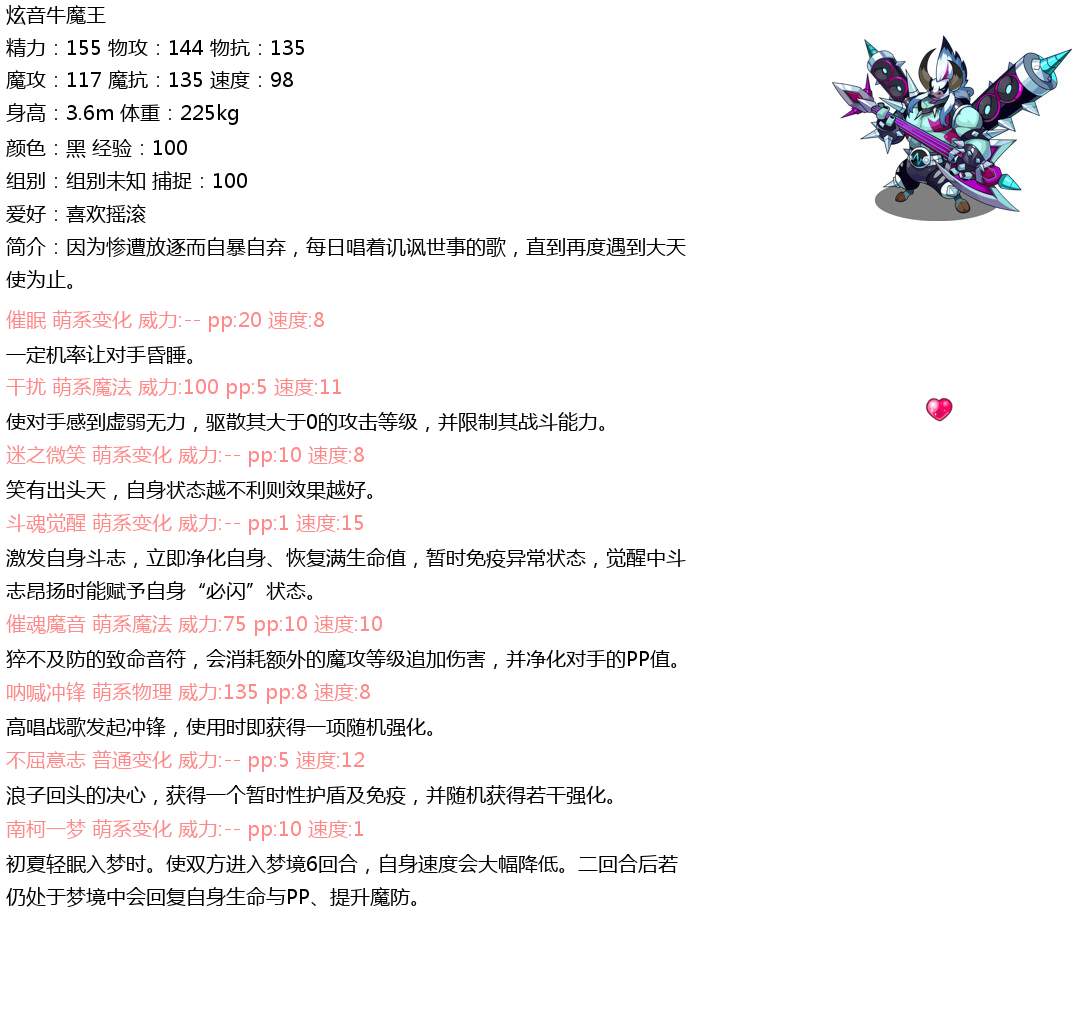 炫音牛魔王
精力：155 物攻：144 物抗：135
魔攻：117 魔抗：135 速度：98
身高：3.6m 体重：225kg
颜色：黑 经验：100
组别：组别未知 捕捉：100
爱好：喜欢摇滚
简介：因为惨遭放逐而自暴自弃，每日唱着讥讽世事的歌，直到再度遇到大天
使为止。
催眠 萌系变化 威力:-- pp:20 速度:8
一定机率让对手昏睡。
干扰 萌系魔法 威力:100 pp:5 速度:11
使对手感到虚弱无力，驱散其大于0的攻击等级，并限制其战斗能力。
迷之微笑 萌系变化 威力:-- pp:10 速度:8
笑有出头天，自身状态越不利则效果越好。
斗魂觉醒 萌系变化 威力:-- pp:1 速度:15
激发自身斗志，立即净化自身、恢复满生命值，暂时免疫异常状态，觉醒中斗
志昂扬时能赋予自身“必闪”状态。
催魂魔音 萌系魔法 威力:75 pp:10 速度:10
猝不及防的致命音符，会消耗额外的魔攻等级追加伤害，并净化对手的PP值。
呐喊冲锋 萌系物理 威力:135 pp:8 速度:8
高唱战歌发起冲锋，使用时即获得一项随机强化。
不屈意志 普通变化 威力:-- pp:5 速度:12
浪子回头的决心，获得一个暂时性护盾及免疫，并随机获得若干强化。
南柯一梦 萌系变化 威力:-- pp:10 速度:1
初夏轻眠入梦时。使双方进入梦境6回合，自身速度会大幅降低。二回合后若
仍处于梦境中会回复自身生命与PP、提升魔防。